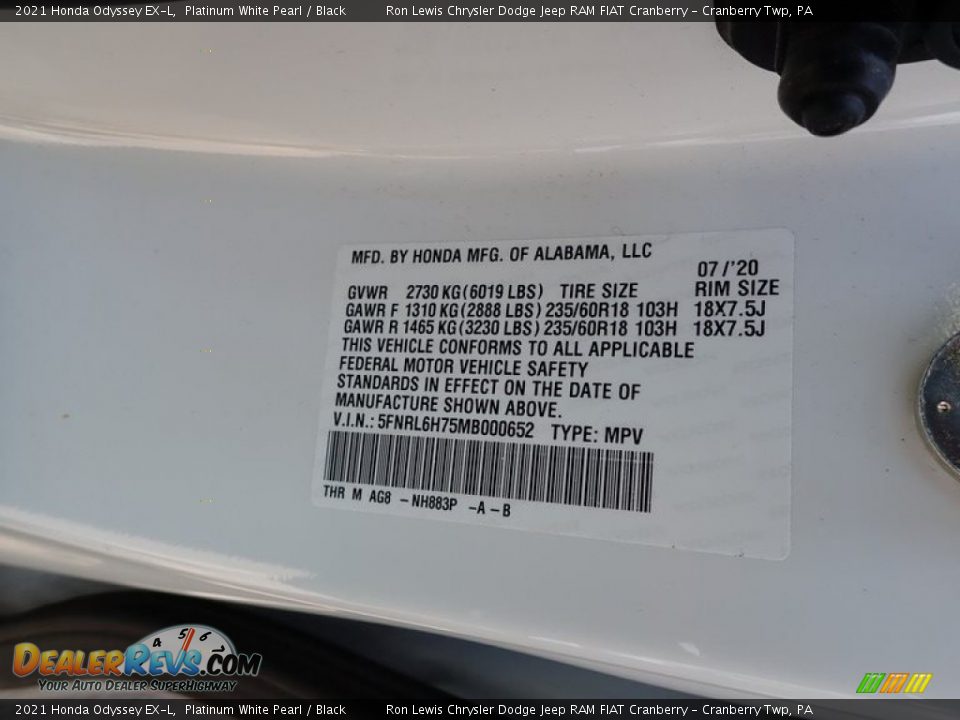 2021 Honda Odyssey EX-L, Platinum White Pearl / Black Ron Lewis Chrysler Dodge Jeep RAM FIAT Cranberry - Cranberry Twp, PA
MFD. BY HONDA MFG. OF ALABAMA, LLC
07/'20
GVWR 2730 KG(6019 LBS) TIRE SIZE RIM SIZE
GAWR F 1310 KG(2888 LBS) 235/60R18 103H 18X7.5J
GAWR R 1465 KG(3230 LBS) 235/60R18 103H 18X7.5J
THIS VEHICLE CONFORMS TO ALL APPLICABLE
FEDERAL MOTOR VEHICLE SAFETY
STANDARDS IN EFFECT ON THE DATE OF
MANUFACTURE SHOWN ABOVE.
V.I.N.: 5FNRL6H75MB000652 TYPE: MPV
THR M AG8 -NH883P -A-B
4 5 6
DEALERREVS.COM
YOUR AUTO DEALER SUPERHIGHWAY
2021 Honda Odyssey EX-L, Platinum White Pearl / Black Ron Lewis Chrysler Dodge Jeep RAM FIAT Cranberry - Cranberry Twp, PA